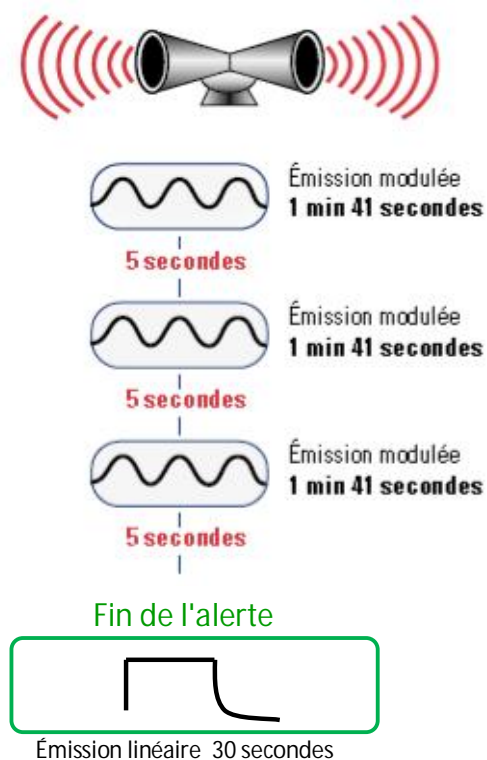 Émission modulée
1 min 41 secondes
5 secondes
Émission modulée
1 min 41 secondes
5 secondes
Émission modulée
1 min 41 secondes
5 secondes
Fin de l'alerte
Émission linéaire 30 secondes